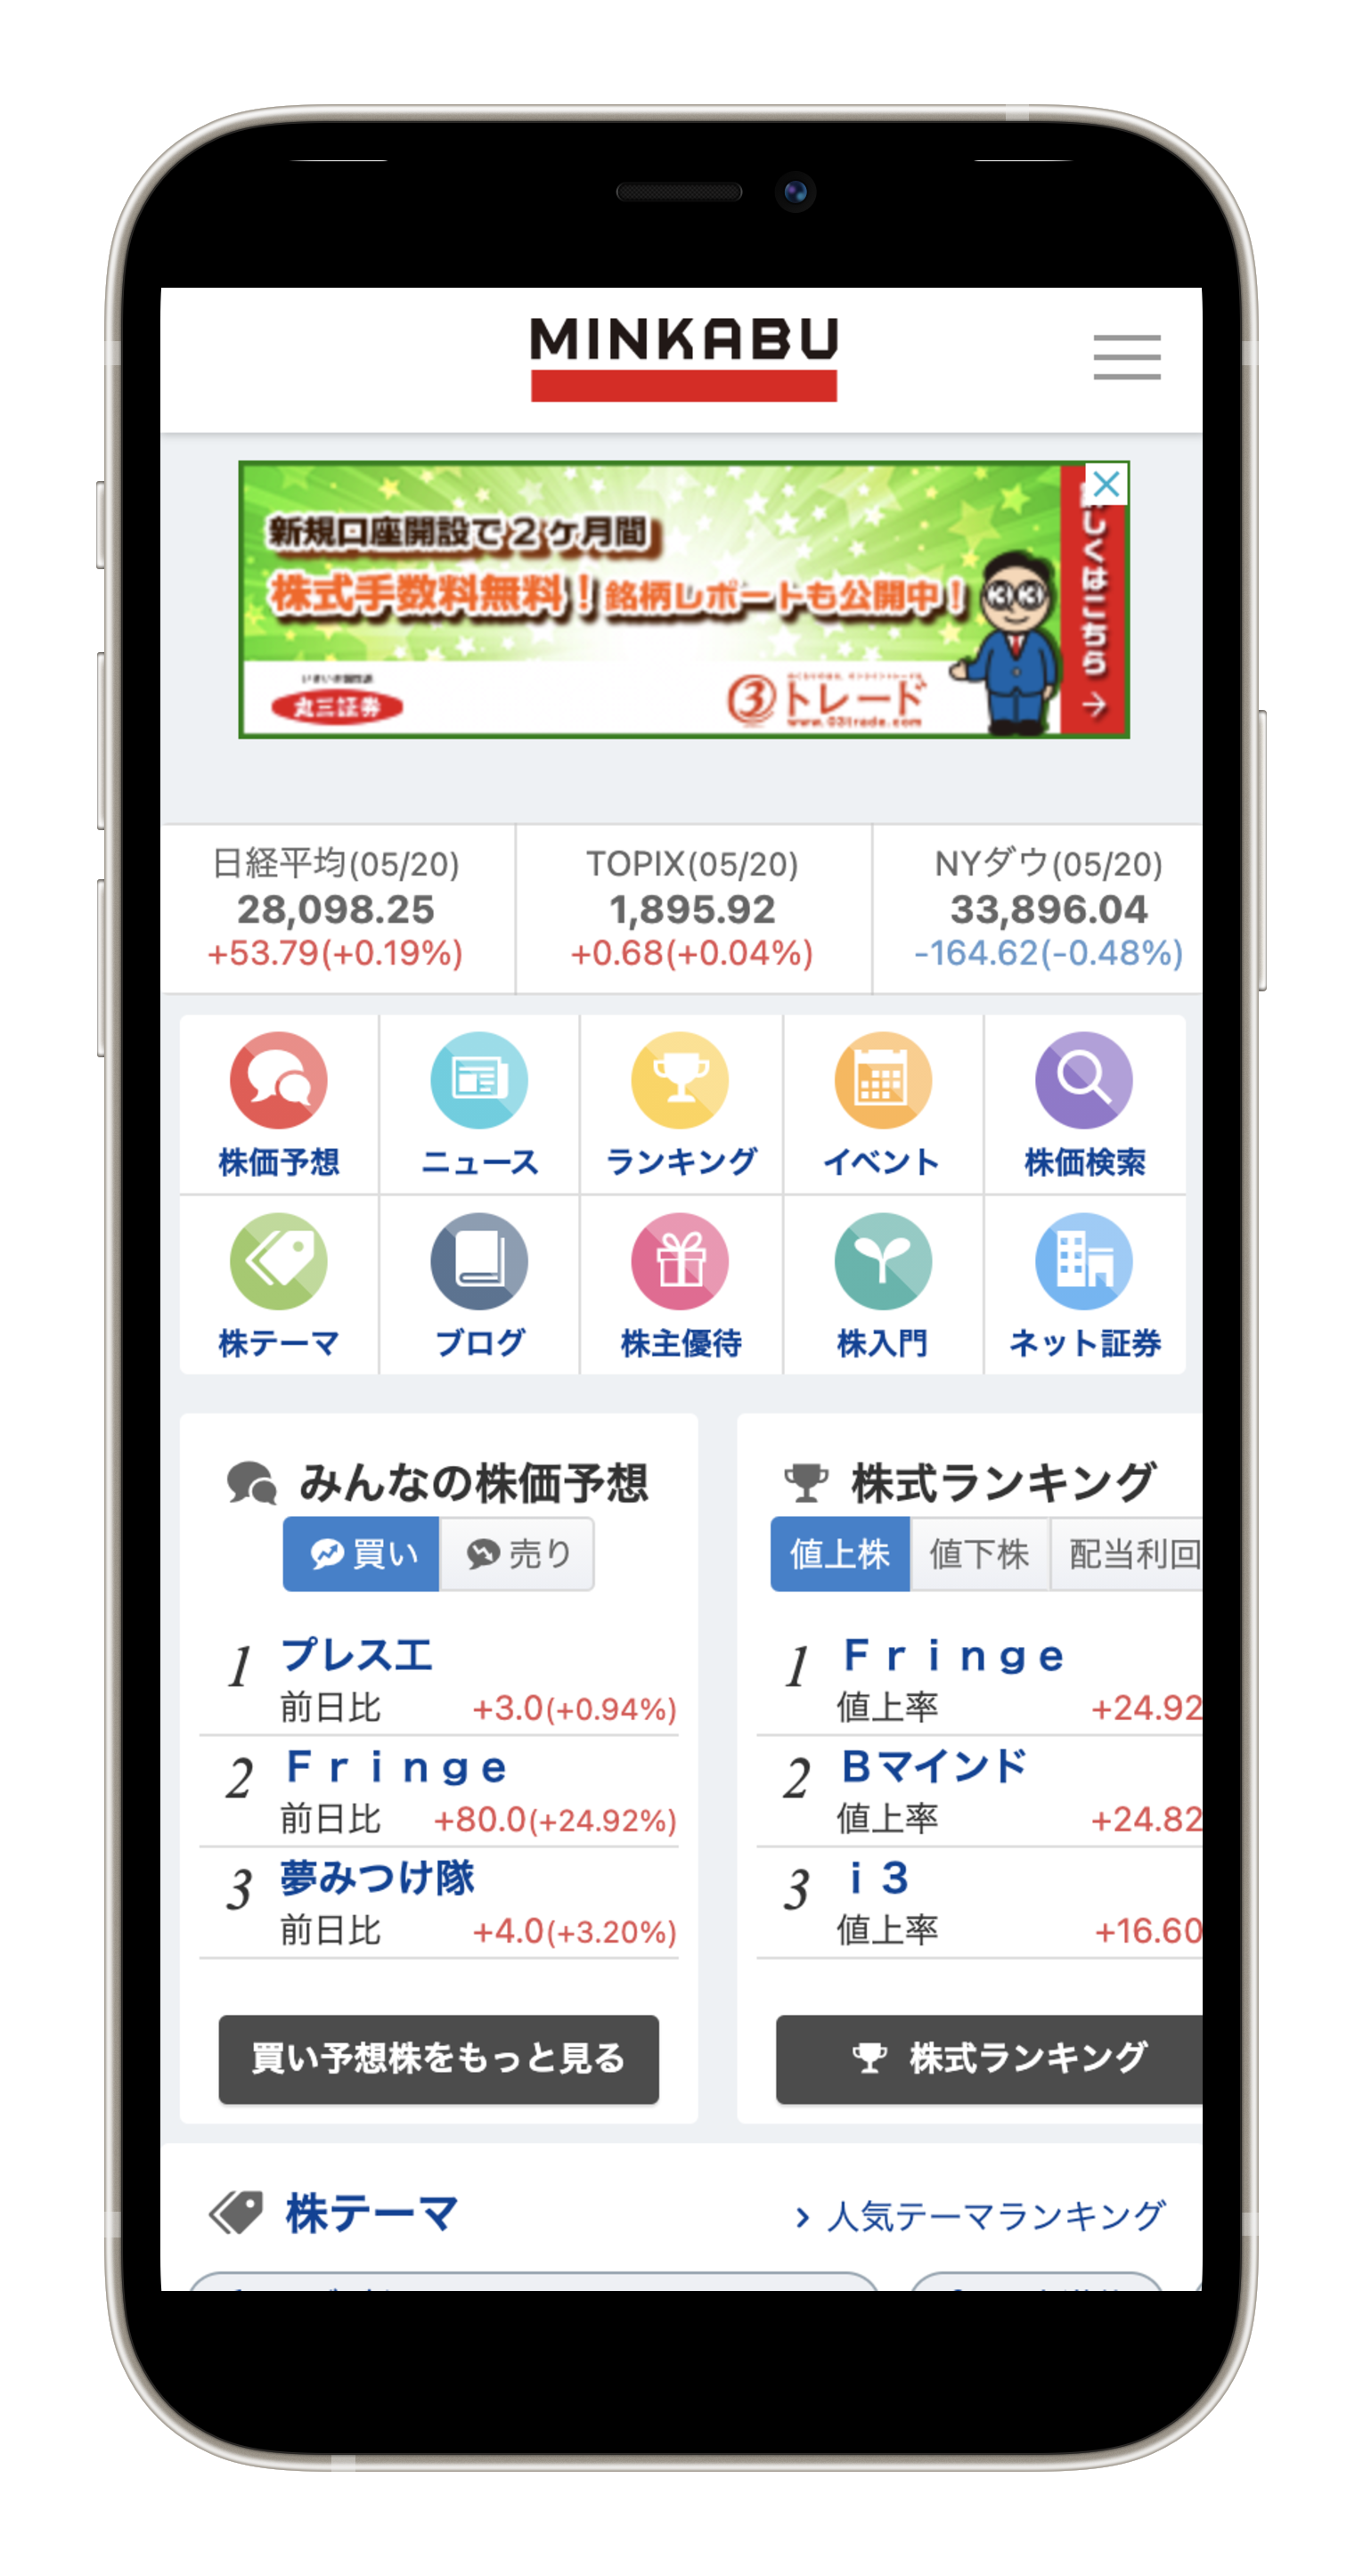 MINKABU
新規口座開設で2ヶ月間
株式手数料無料！銘柄レポートも公開中！
しくはこちら
丸三証券
③トレード
www.03trade.com
日経平均(05/20)
28,098.25
+53.79(+0.19%)
TOPIX(05/20)
1,895.92
+0.68(+0.04%)
NYダウ(05/20)
33,896.04
-164.62(-0.48%)
株価予想
ニュース
ランキング
イベント
株価検索
株テーマ
ブログ
株主優待
株入門
ネット証券
みんなの株価予想
買い
売り
1 プレス工
前日比 +3.0(+0.94%)
2 Ｆｒｉｎｇｅ
前日比 +80.0(+24.92%)
3 夢みつけ隊
前日比 +4.0(+3.20%)
買い予想株をもっと見る
株式ランキング
値上株
値下株
配当利回
1 Ｆｒｉｎｇｅ
値上率 +24.92
2 Ｂマインド
値上率 +24.82
3 ｉ３
値上率 +16.60
株式ランキング
株テーマ
› 人気テーマランキング